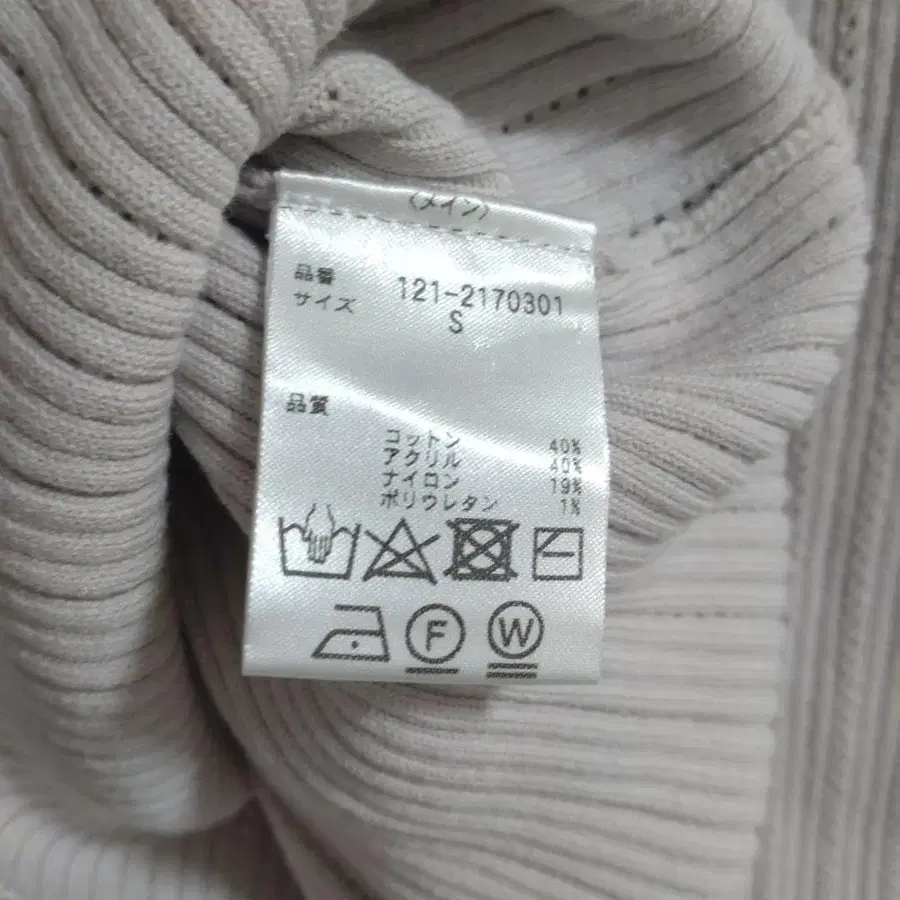 〈メイン〉
品番 121-2170301
サイズ S
品質
コットン 40%
アクリル 40%
ナイロン 19%
ポリウレタン 1%
F W